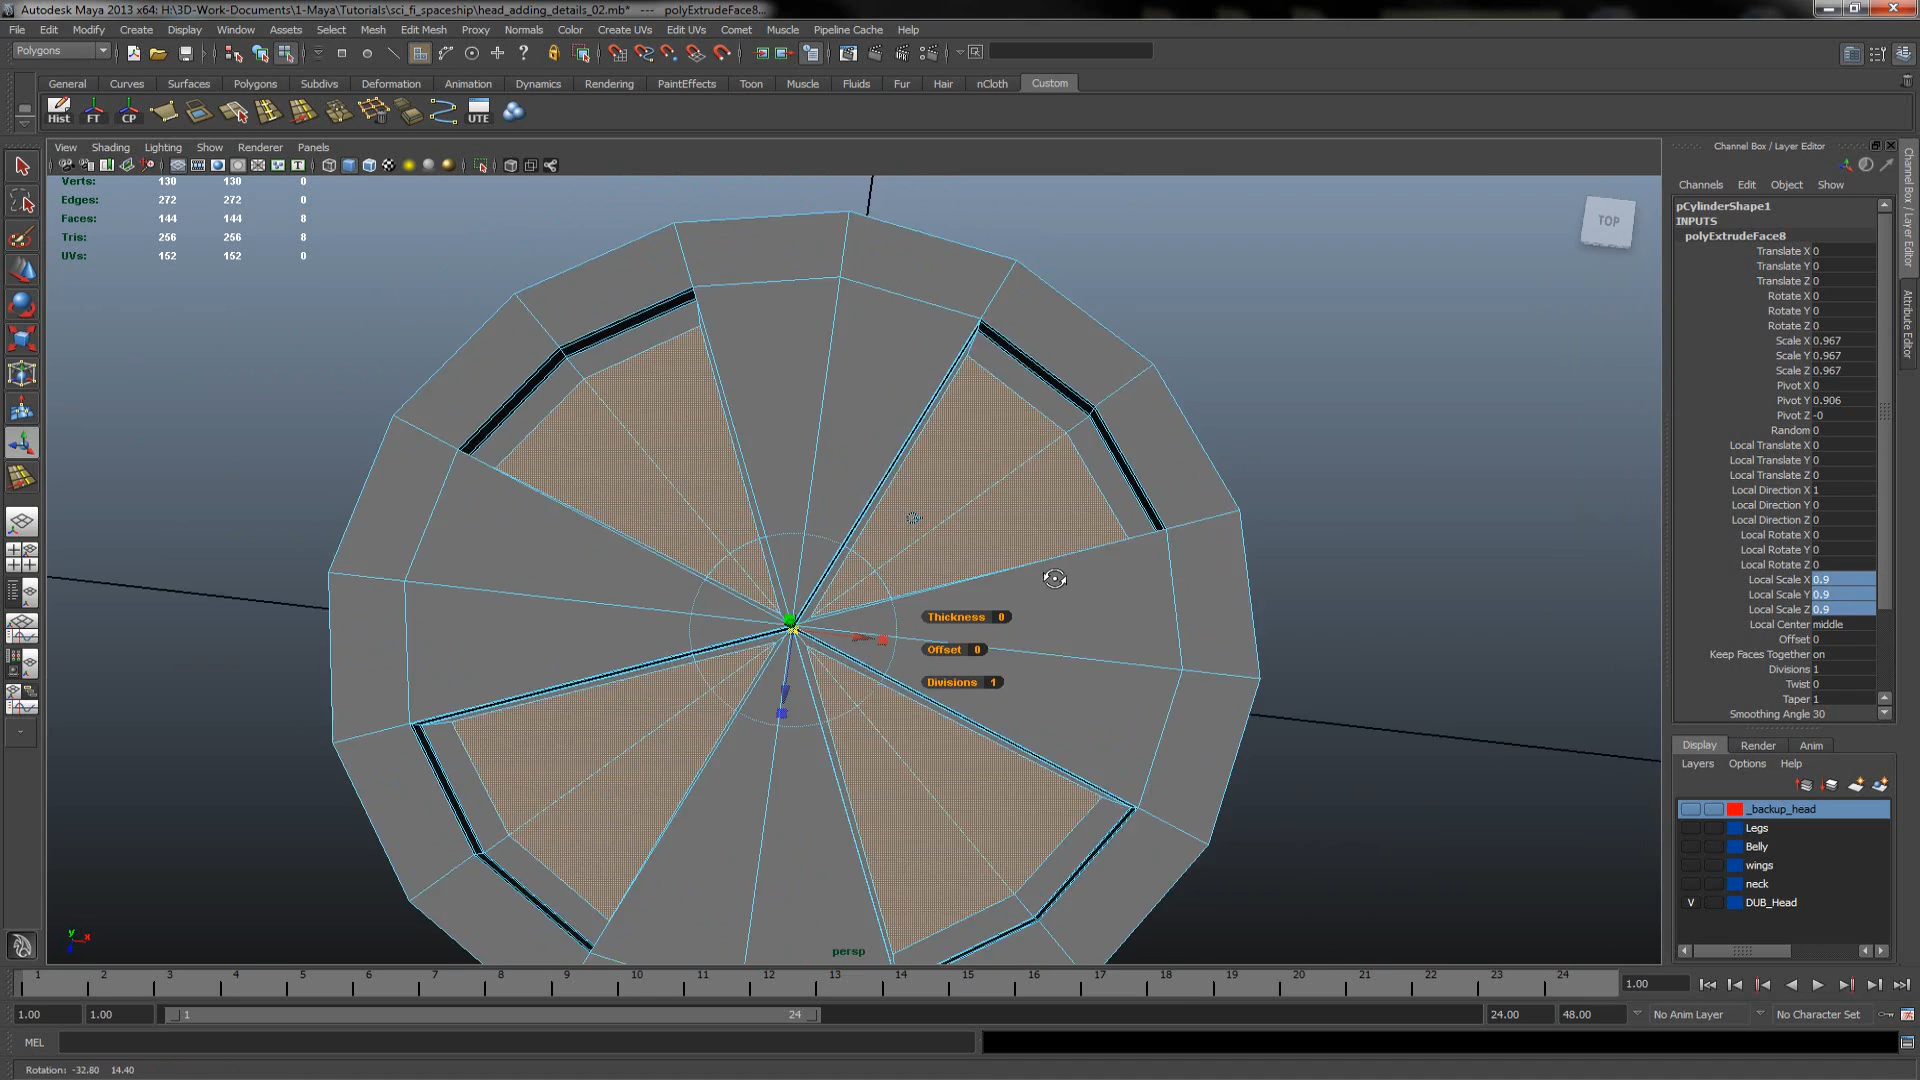 Autodesk Maya 2013 x64: H:\3D-Work-Documents\1-Maya\Tutorials\sci_fi_spaceship\head_adding_details_02.mb* --- polyExtrudeFace8...
File Edit Modify Create Display Window Assets Select Mesh Edit Mesh Proxy Normals Color Create UVs Edit UVs Comet Muscle Pipeline Cache Help
Polygons
General Curves Surfaces Polygons Subdivs Deformation Animation Dynamics Rendering PaintEffects Toon Muscle Fluids Fur Hair nCloth Custom
Hist FT CP UTE
View Shading Lighting Show Renderer Panels
Verts: 130 130 0
Edges: 272 272 0
Faces: 144 144 8
Tris: 256 256 8
UVs: 152 152 0
TOP
Thickness 0
Offset 0
Divisions 1
persp
y x
Channel Box / Layer Editor
Channels Edit Object Show
pCylinderShape1
INPUTS
polyExtrudeFace8
Translate X 0
Translate Y 0
Translate Z 0
Rotate X 0
Rotate Y 0
Rotate Z 0
Scale X 0.967
Scale Y 0.967
Scale Z 0.967
Pivot X 0
Pivot Y 0.906
Pivot Z -0
Random 0
Local Translate X 0
Local Translate Y 0
Local Translate Z 0
Local Direction X 1
Local Direction Y 0
Local Direction Z 0
Local Rotate X 0
Local Rotate Y 0
Local Rotate Z 0
Local Scale X 0.9
Local Scale Y 0.9
Local Scale Z 0.9
Local Center middle
Offset 0
Keep Faces Together on
Divisions 1
Twist 0
Taper 1
Smoothing Angle 30
Display Render Anim
Layers Options Help
_backup_head
Legs
Belly
wings
neck
V DUB_Head
Channel Box / Layer Editor
Attribute Editor
1 2 3 4 5 6 7 8 9 10 11 12 13 14 15 16 17 18 19 20 21 22 23 24
1.00
1.00 1.00 1 24 24.00 48.00 No Anim Layer No Character Set
MEL
Rotation: -32.80 14.40